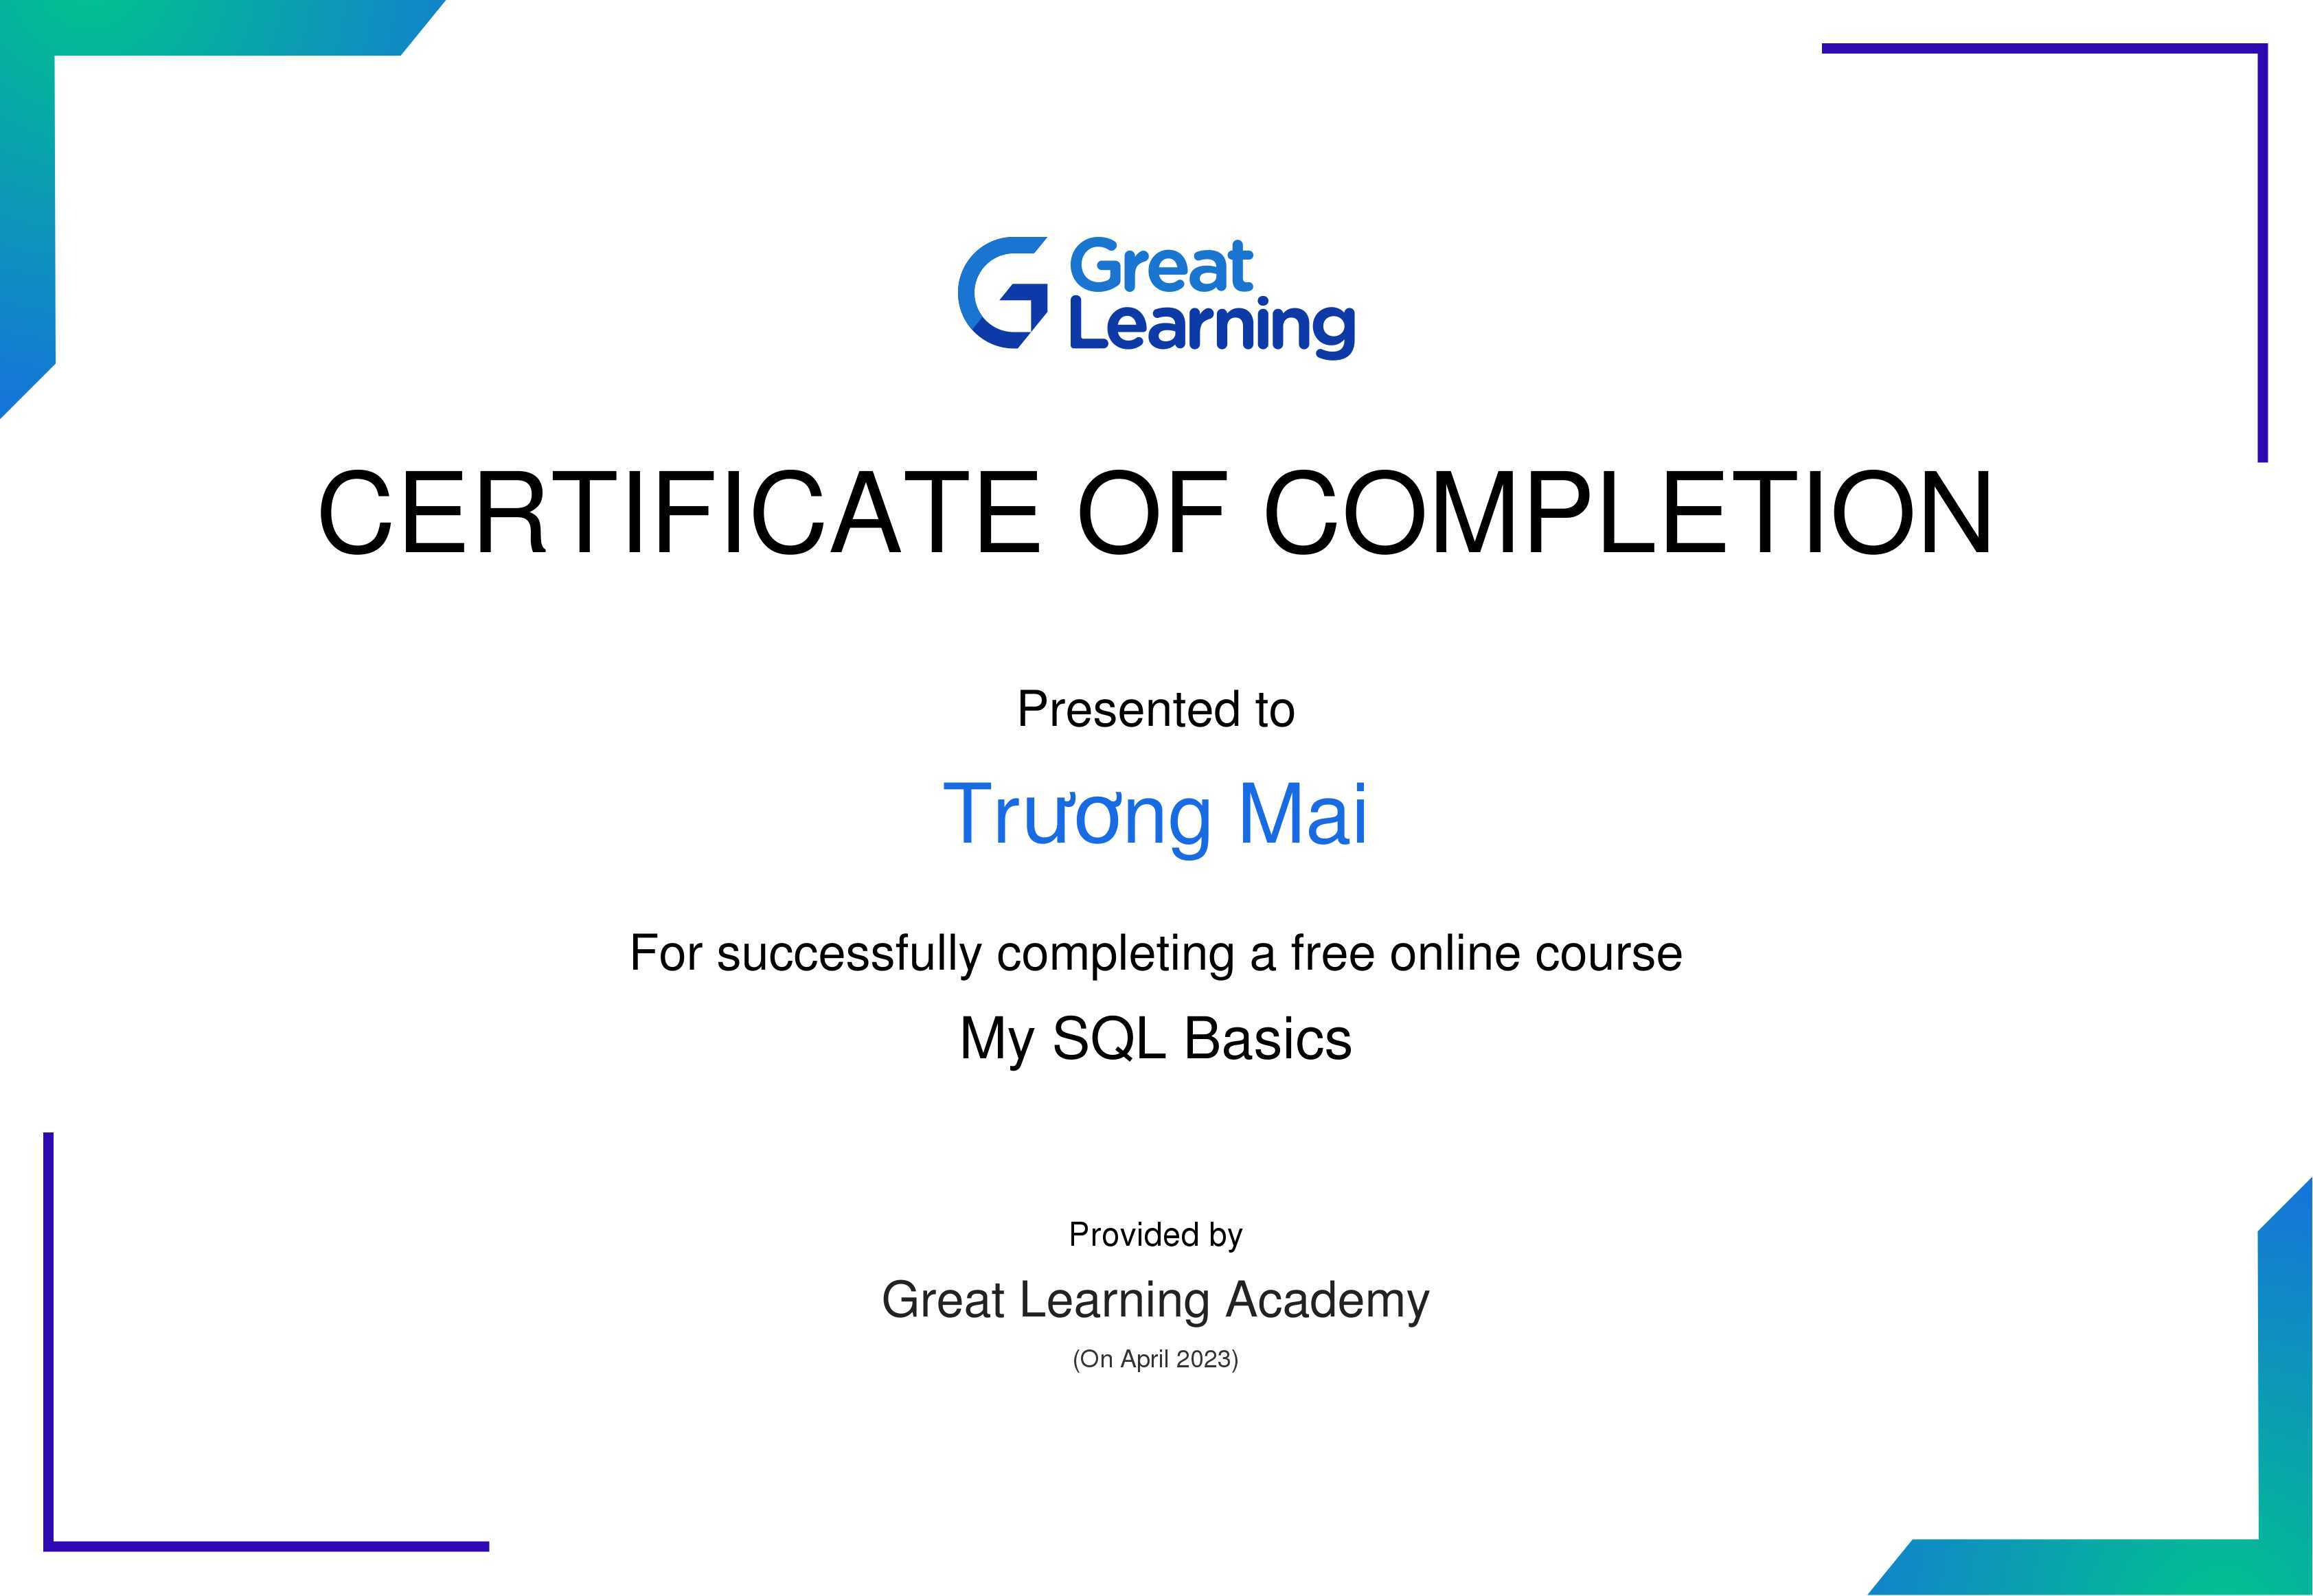 Great
Learning
CERTIFICATE OF COMPLETION
Presented to
Trương Mai
For successfully completing a free online course
My SQL Basics
Provided by
Great Learning Academy
(On April 2023)